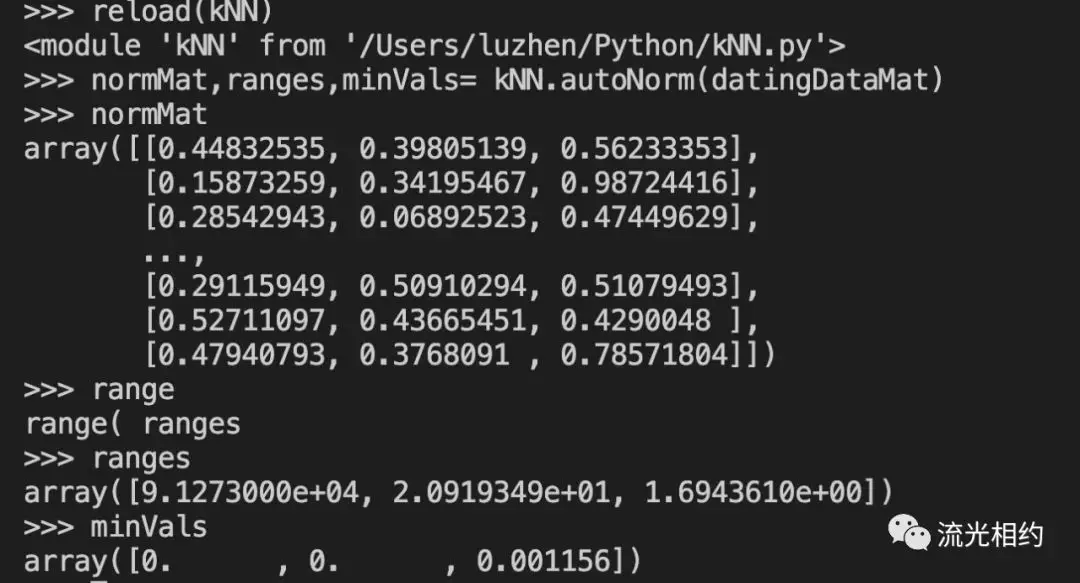 >>> reload(kNN)
<module 'kNN' from '/Users/luzhen/Python/kNN.py'>
>>> normMat,ranges,minVals= kNN.autoNorm(datingDataMat)
>>> normMat
array([[0.44832535, 0.39805139, 0.56233353],
       [0.15873259, 0.34195467, 0.98724416],
       [0.28542943, 0.06892523, 0.47449629],
       ...,
       [0.29115949, 0.50910294, 0.51079493],
       [0.52711097, 0.43665451, 0.4290048 ],
       [0.47940793, 0.3768091 , 0.78571804]])
>>> range
range( ranges
>>> ranges
array([9.1273000e+04, 2.0919349e+01, 1.6943610e+00])
>>> minVals
array([0.      , 0.      , 0.001156])
流光相约